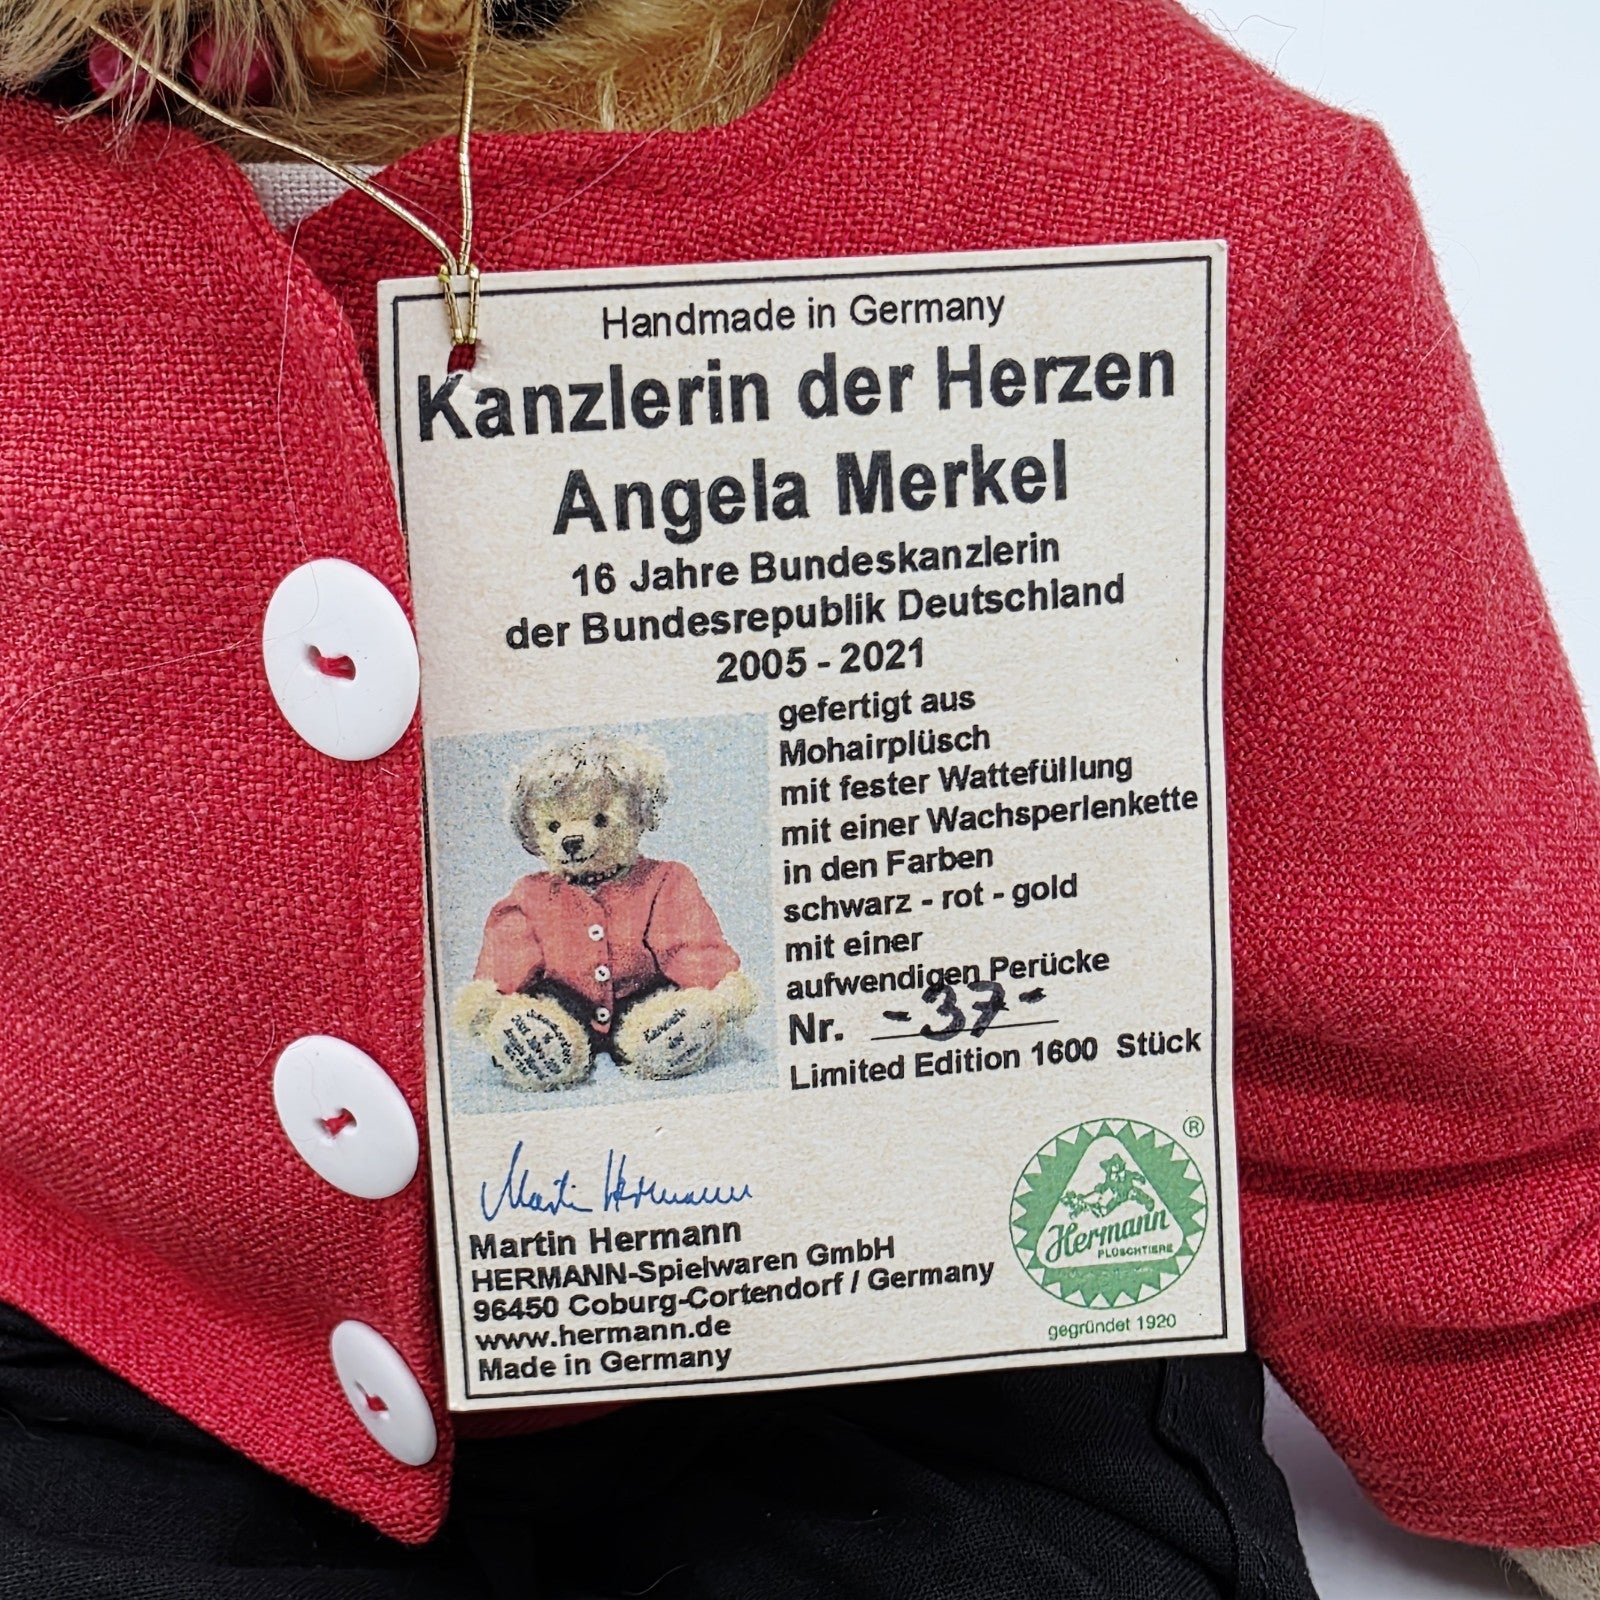 Handmade in Germany
Kanzlerin der Herzen
Angela Merkel
16 Jahre Bundeskanzlerin
der Bundesrepublik Deutschland
2005 - 2021
gefertigt aus
Mohairplüsch
mit fester Wattefüllung
mit einer Wachsperlenkette
in den Farben
schwarz - rot - gold
mit einer
aufwendigen Perücke
Nr. -37-
Limited Edition 1600 Stück
Martin Hermann
Martin Hermann
HERMANN-Spielwaren GmbH
96450 Coburg-Cortendorf / Germany
www.hermann.de
Made in Germany
®
Hermann
PLÜSCHTIERE
gegründet 1920